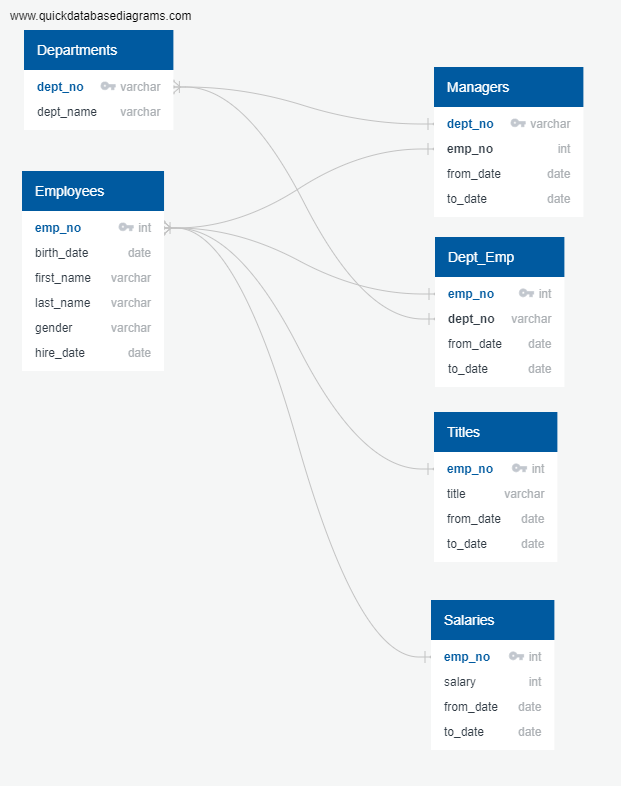 www.quickdatabasediagrams.com
Departments
dept_no varchar
dept_name varchar
Employees
emp_no int
birth_date date
first_name varchar
last_name varchar
gender varchar
hire_date date
Managers
dept_no varchar
emp_no int
from_date date
to_date date
Dept_Emp
emp_no int
dept_no varchar
from_date date
to_date date
Titles
emp_no int
title varchar
from_date date
to_date date
Salaries
emp_no int
salary int
from_date date
to_date date